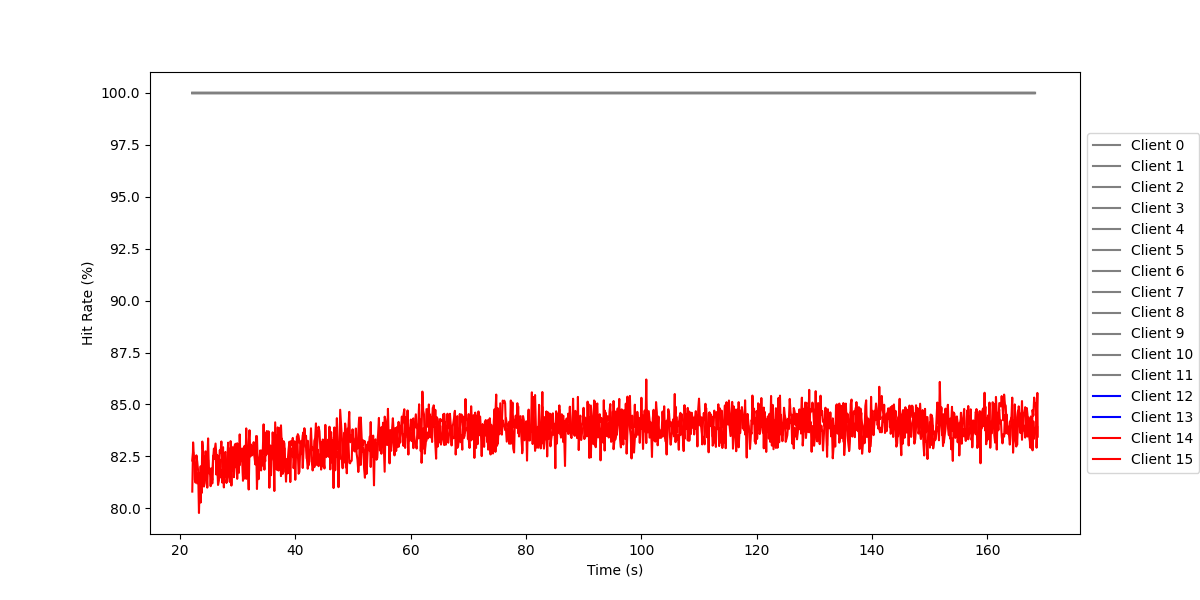 100.0
97.5
95.0
92.5
90.0
87.5
85.0
82.5
80.0
Hit Rate (%)
20 40 60 80 100 120 140 160
Time (s)
Client 0
Client 1
Client 2
Client 3
Client 4
Client 5
Client 6
Client 7
Client 8
Client 9
Client 10
Client 11
Client 12
Client 13
Client 14
Client 15